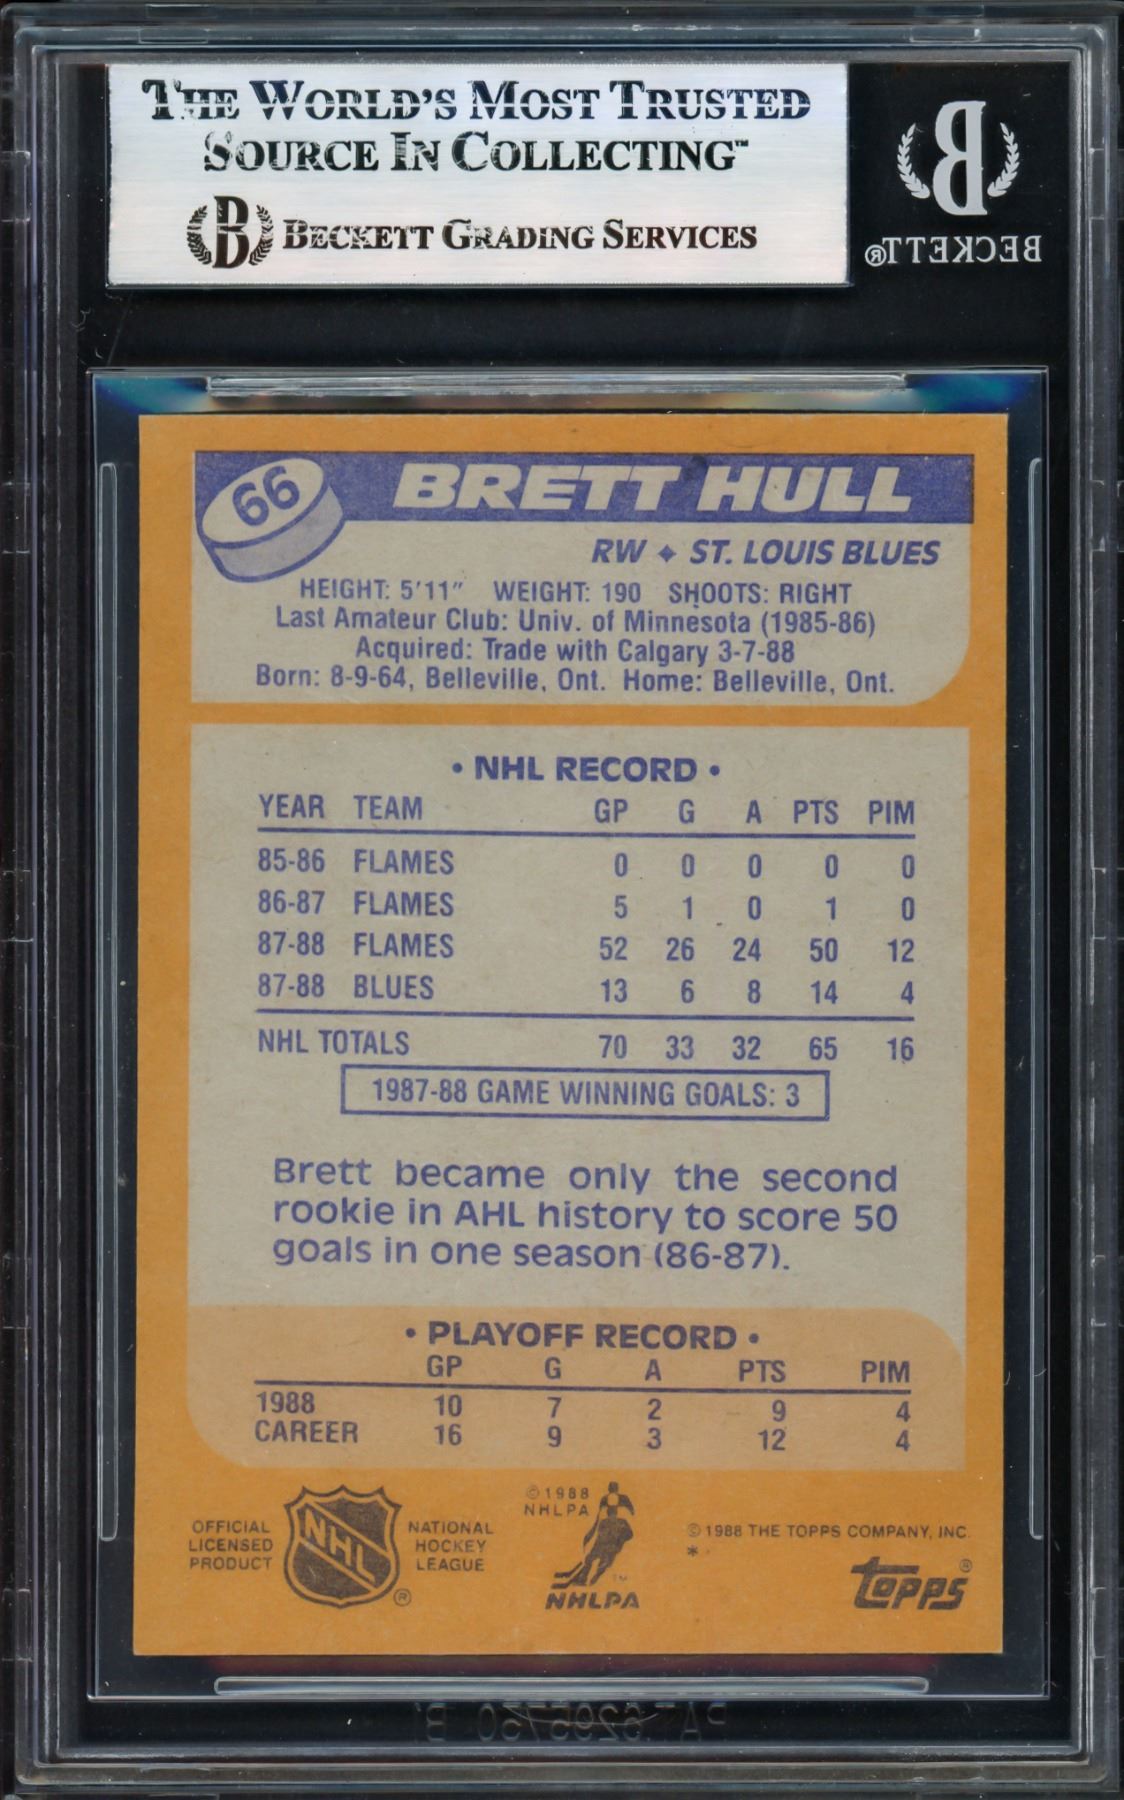 THE WORLD'S MOST TRUSTED
SOURCE IN COLLECTING™
B BECKETT GRADING SERVICES
B
BECKETT®
66 BRETT HULL
RW ✦ ST. LOUIS BLUES
HEIGHT: 5'11" WEIGHT: 190 SHOOTS: RIGHT
Last Amateur Club: Univ. of Minnesota (1985-86)
Acquired: Trade with Calgary 3-7-88
Born: 8-9-64, Belleville, Ont. Home: Belleville, Ont.
• NHL RECORD •
YEAR TEAM GP G A PTS PIM
85-86 FLAMES 0 0 0 0 0
86-87 FLAMES 5 1 0 1 0
87-88 FLAMES 52 26 24 50 12
87-88 BLUES 13 6 8 14 4
NHL TOTALS 70 33 32 65 16
1987-88 GAME WINNING GOALS: 3
Brett became only the second
rookie in AHL history to score 50
goals in one season (86-87).
• PLAYOFF RECORD •
GP G A PTS PIM
1988 10 7 2 9 4
CAREER 16 9 3 12 4
OFFICIAL
LICENSED
PRODUCT
NHL
®
NATIONAL
HOCKEY
LEAGUE
©1988
NHLPA
™
NHLPA
©1988 THE TOPPS COMPANY, INC.
*
topps®
PAT. 6295750 B1